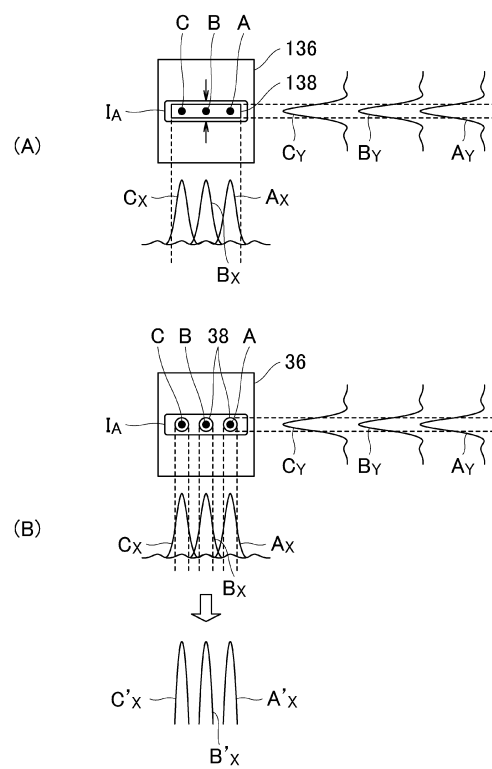 C B A 136
138
I_A
(A)
C_Y B_Y A_Y
C_X A_X
B_X
C B 38 A 36
I_A
C_Y B_Y A_Y
(B)
C_X A_X
B_X
C'_X A'_X
B'_X